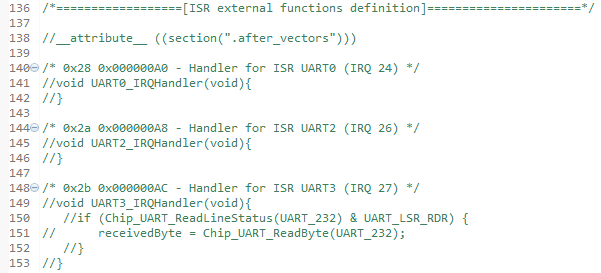 136 /*==================[ISR external functions definition]======================*/
137
138 //__attribute__ ((section(".after_vectors")))
139
140 /* 0x28 0x000000A0 - Handler for ISR UART0 (IRQ 24) */
141 //void UART0_IRQHandler(void){
142 //}
143
144 /* 0x2a 0x000000A8 - Handler for ISR UART2 (IRQ 26) */
145 //void UART2_IRQHandler(void){
146 //}
147
148 /* 0x2b 0x000000AC - Handler for ISR UART3 (IRQ 27) */
149 //void UART3_IRQHandler(void){
150    //if (Chip_UART_ReadLineStatus(UART_232) & UART_LSR_RDR) {
151 //      receivedByte = Chip_UART_ReadByte(UART_232);
152    //}
153 //}